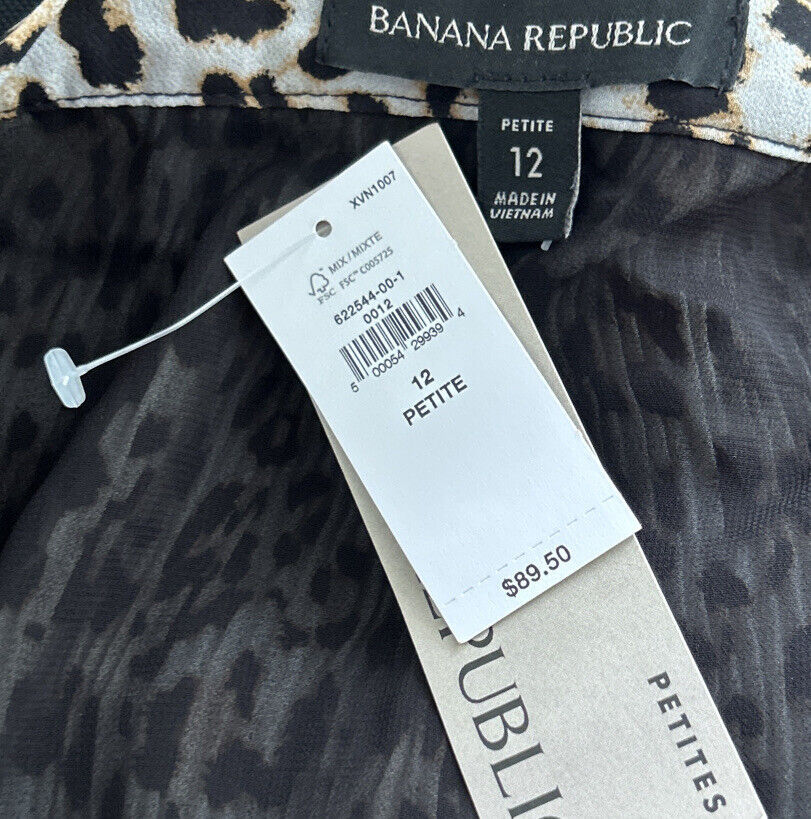 BANANA REPUBLIC
PETITE
12
MADE IN
VIETNAM
XVN1007
FSC
MIX/MIXTE
FSC™ C005725
622544-00-1
0012
5 00054 29939 4
12
PETITE
$89.50
EPUBLIC
PETITES